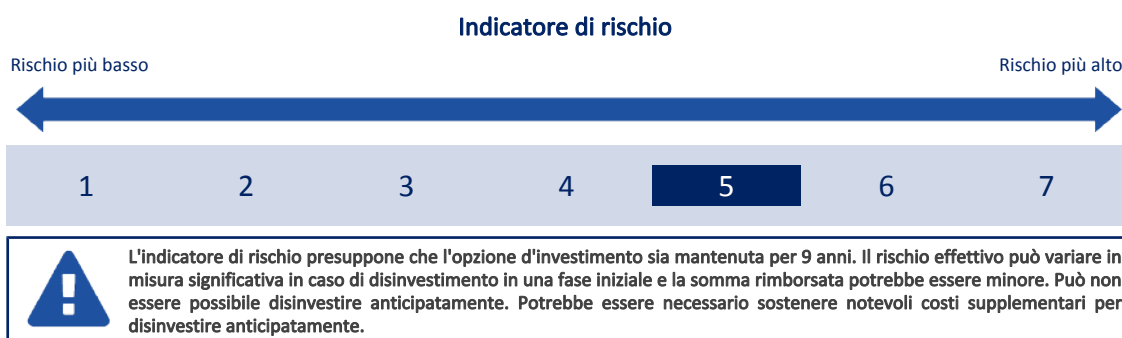 Indicatore di rischio
Rischio più basso
Rischio più alto
1 2 3 4 5 6 7
L'indicatore di rischio presuppone che l'opzione d'investimento sia mantenuta per 9 anni. Il rischio effettivo può variare in
misura significativa in caso di disinvestimento in una fase iniziale e la somma rimborsata potrebbe essere minore. Può non
essere possibile disinvestire anticipatamente. Potrebbe essere necessario sostenere notevoli costi supplementari per
disinvestire anticipatamente.